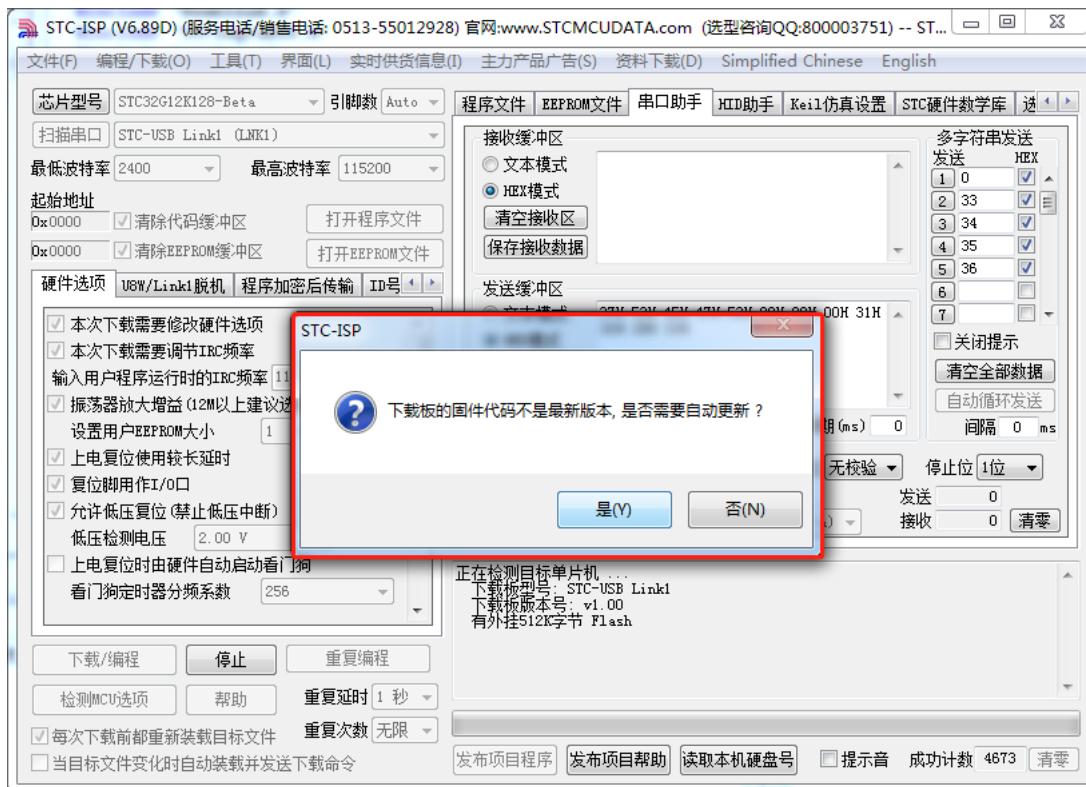 STC-ISP (V6.89D) (服务电话/销售电话: 0513-55012928) 官网:www.STCMCUDATA.com (选型咨询QQ:800003751) -- ST...
文件(F) 编程/下载(O) 工具(T) 界面(L) 实时供货信息(I) 主力产品广告(S) 资料下载(D) Simplified Chinese English
芯片型号 STC32G12K128-Beta 引脚数 Auto
扫描串口 STC-USB Link1 (LNK1)
最低波特率 2400 最高波特率 115200
起始地址
0x0000 清除代码缓冲区 打开程序文件
0x0000 清除EEPROM缓冲区 打开EEPROM文件
硬件选项 U8W/Link1脱机 程序加密后传输 ID号
本次下载需要修改硬件选项
本次下载需要调节IRC频率
输入用户程序运行时的IRC频率 11
振荡器放大增益(12M以上建议选
设置用户EEPROM大小 1
上电复位使用较长延时
复位脚用作I/O口
允许低压复位(禁止低压中断)
低压检测电压 2.00 V
上电复位时由硬件自动启动看门狗
看门狗定时器分频系数 256
下载/编程 停止 重复编程
检测MCU选项 帮助 重复延时 1 秒
重复次数 无限
每次下载前都重新装载目标文件
当目标文件变化时自动装载并发送下载命令
程序文件 EEPROM文件 串口助手 HID助手 Keil仿真设置 STC硬件数学库 选
接收缓冲区
文本模式
HEX模式
清空接收区
保存接收数据
多字符串发送
发送 HEX
1 0
2 33
3 34
4 35
5 36
6
7
关闭提示
清空全部数据
自动循环发送
间隔 0 ms
发送缓冲区
00H 31H
期(ms) 0
无校验 停止位 1位
发送 0
接收 0 清零
STC-ISP
下载板的固件代码不是最新版本, 是否需要自动更新 ?
是(Y) 否(N)
正在检测目标单片机 ...
下载板型号: STC-USB Link1
下载板版本号: v1.00
有外挂512K字节 Flash
发布项目程序 发布项目帮助 读取本机硬盘号 提示音 成功计数 4673 清零